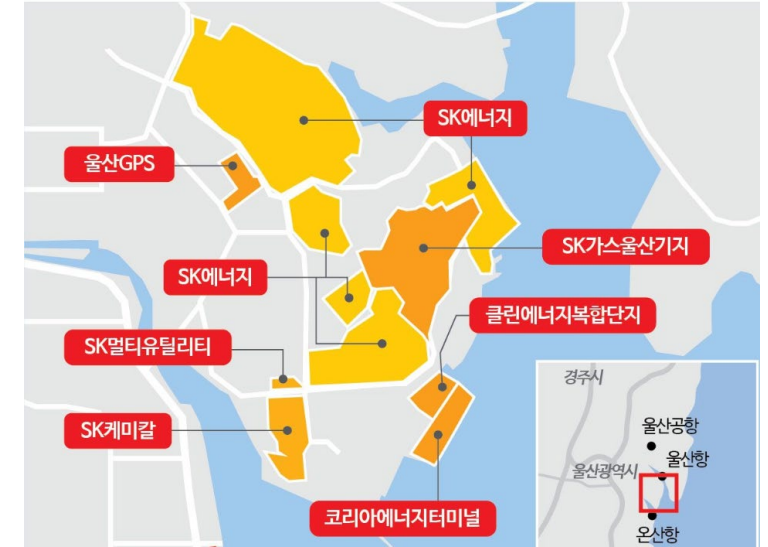 SK에너지
울산GPS
SK가스울산기지
SK에너지
클린에너지복합단지
SK멀티유틸리티
SK케미칼
코리아에너지터미널
경주시
울산공항
울산항
울산광역시
온산항